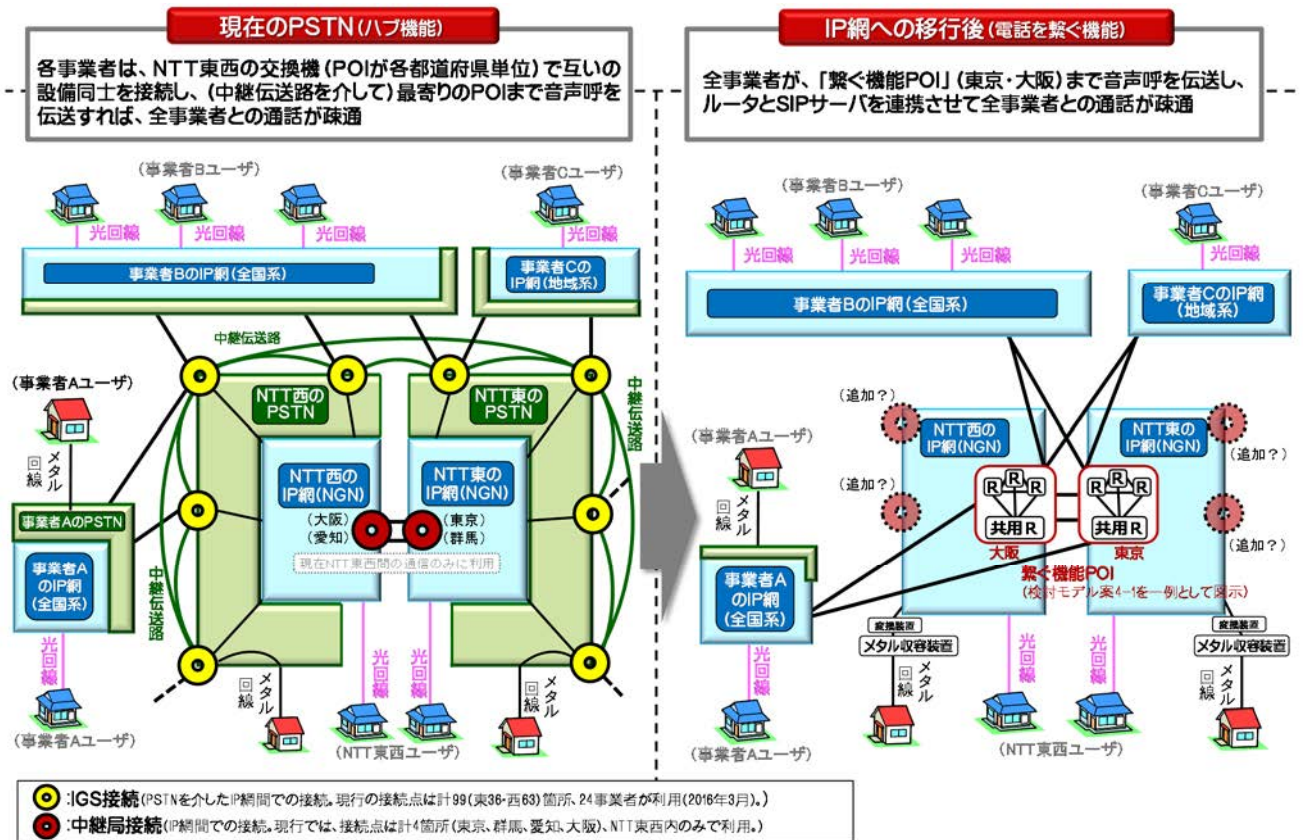 現在のPSTN(ハブ機能)
各事業者は、NTT東西の交換機(POIが各都道府県単位)で互いの
設備同士を接続し、(中継伝送路を介して)最寄りのPOIまで音声呼を
伝送すれば、全事業者との通話が疎通
(事業者Bユーザ)
(事業者Cユーザ)
光回線
光回線
光回線
光回線
事業者BのIP網(全国系)
事業者Cの
IP網(地域系)
中継伝送路
(事業者Aユーザ)
NTT西の
PSTN
NTT東の
PSTN
中継伝送路
メタル
回線
NTT西の
IP網(NGN)
NTT東の
IP網(NGN)
事業者AのPSTN
(大阪)
(愛知)
(東京)
(群馬)
現在NTT東西間の通信のみに利用
事業者A
のIP網
(全国系)
中継伝送路
光回線
メタル
回線
光回線
光回線
メタル
回線
(事業者Aユーザ)
(NTT東西ユーザ)
IP網への移行後(電話を繋ぐ機能)
全事業者が、「繋ぐ機能POI」(東京・大阪)まで音声呼を伝送し、
ルータとSIPサーバを連携させて全事業者との通話が疎通
(事業者Bユーザ)
(事業者Cユーザ)
光回線
光回線
光回線
光回線
事業者BのIP網(全国系)
事業者CのIP網
(地域系)
(追加?)
NTT西の
IP網(NGN)
NTT東の
IP網(NGN)
(追加?)
(事業者Aユーザ)
(追加?)
R R R R
共用R
大阪
R R R R
共用R
東京
(追加?)
メタル
回線
繋ぐ機能POI
(検討モデル案4-1を一例として図示)
事業者A
のIP網
(全国系)
変換装置
メタル収容装置
変換装置
メタル収容装置
光回線
メタル
回線
光回線
光回線
メタル
回線
(事業者Aユーザ)
(NTT東西ユーザ)
:IGS接続(PSTNを介したIP網間での接続。現行の接続点は計99(東36・西63)箇所、24事業者が利用(2016年3月)。)
:中継局接続(IP網間での接続。現行では、接続点は計4箇所(東京、群馬、愛知、大阪)、NTT東西内のみで利用。)